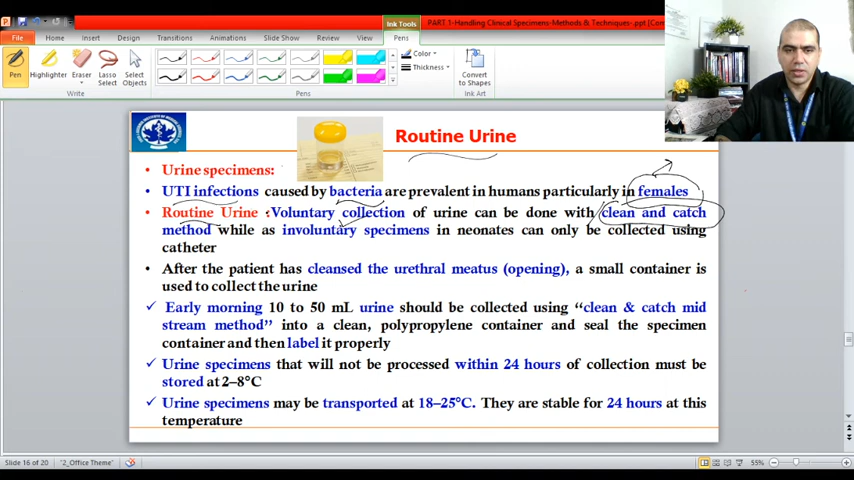 Ink Tools
PART 1-Handling Clinical Specimens-Methods & Techniques-.ppt [Com
File Home Insert Design Transitions Animations Slide Show Review View Pens
Pen Highlighter Eraser Lasso Select Select Objects
Color
Thickness
Convert to Shapes
Write Pens Ink Art
Routine Urine
• Urine specimens:
• UTI infections caused by bacteria are prevalent in humans particularly in females
• Routine Urine :Voluntary collection of urine can be done with clean and catch
method while as involuntary specimens in neonates can only be collected using
catheter
• After the patient has cleansed the urethral meatus (opening), a small container is
used to collect the urine
✓ Early morning 10 to 50 mL urine should be collected using “clean & catch mid
stream method” into a clean, polypropylene container and seal the specimen
container and then label it properly
✓ Urine specimens that will not be processed within 24 hours of collection must be
stored at 2–8°C
✓ Urine specimens may be transported at 18–25°C. They are stable for 24 hours at this
temperature
Slide 16 of 20 "2_Office Theme" 55%